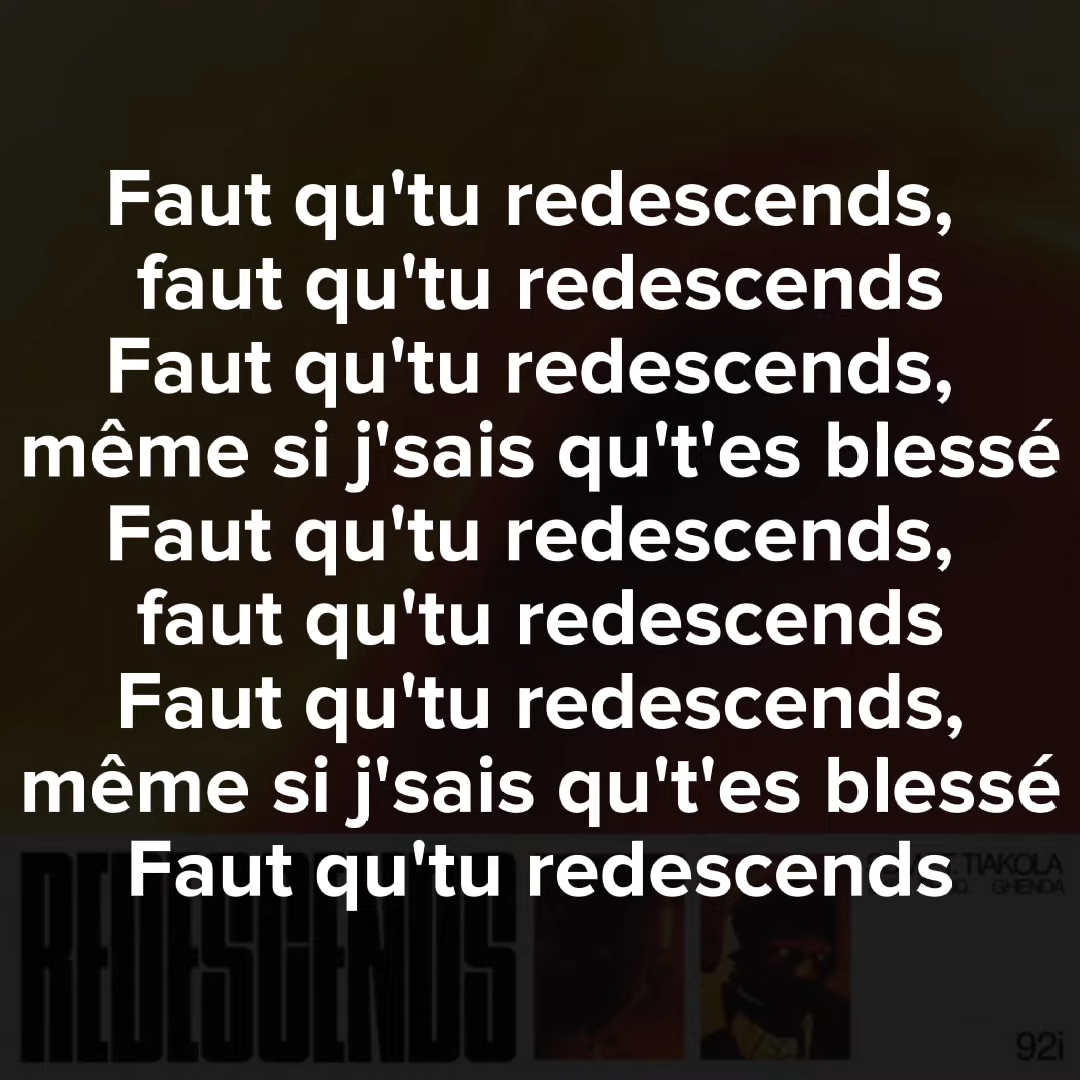 Faut qu'tu redescends,
faut qu'tu redescends
Faut qu'tu redescends,
même si j'sais qu't'es blessé
Faut qu'tu redescends,
faut qu'tu redescends
Faut qu'tu redescends,
même si j'sais qu't'es blessé
Faut qu'tu redescends
REDESCENDS
TIAKOLA
GHENDA
92i